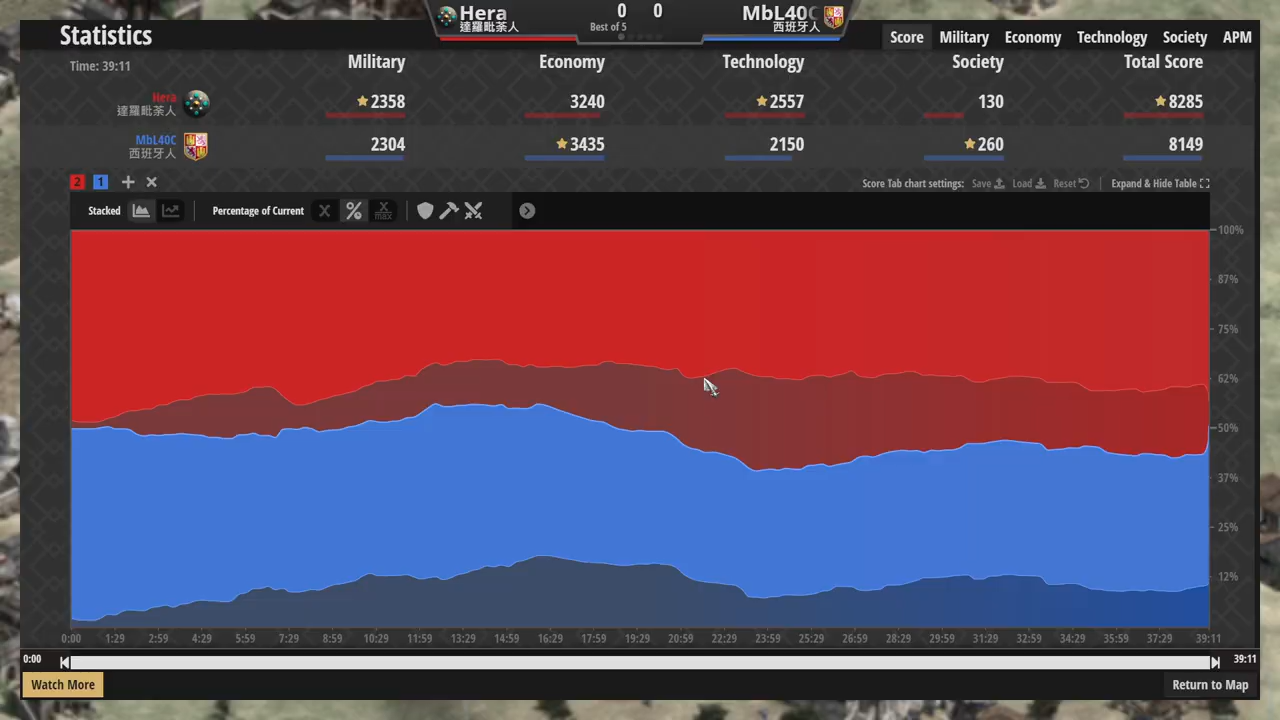 Hera
達羅毗荼人
0 0
Best of 5
MbL40C
西班牙人
Statistics
Score Military Economy Technology Society APM
Time: 39:11
Military Economy Technology Society Total Score
Hera
達羅毗荼人
2358 3240 2557 130 8285
MbL40C
西班牙人
2304 3435 2150 260 8149
2 1
Score Tab chart settings: Save Load Reset Expand & Hide Table
Stacked Percentage of Current X % X max
100%
87%
75%
62%
50%
37%
25%
12%
0:00 1:29 2:59 4:29 5:59 7:29 8:59 10:29 11:59 13:29 14:59 16:29 17:59 19:29 20:59 22:29 23:59 25:29 26:59 28:29 29:59 31:29 32:59 34:29 35:59 37:29 39:11
0:00 39:11
Watch More Return to Map